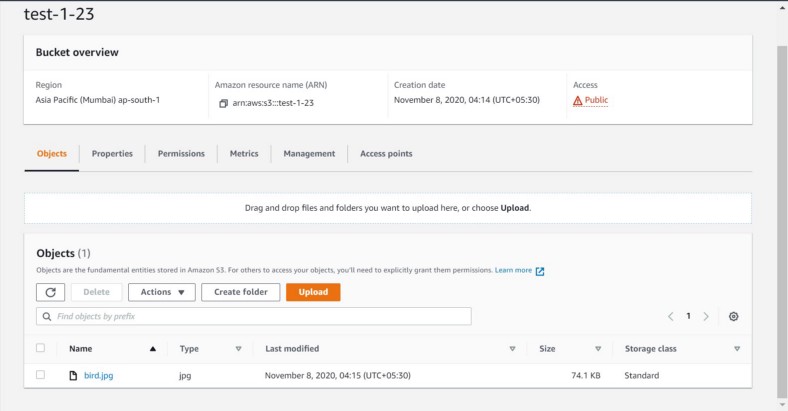 test-1-23
Bucket overview
Region
Amazon resource name (ARN)
Creation date
Access
Asia Pacific (Mumbai) ap-south-1
arn:aws:s3:::test-1-23
November 8, 2020, 04:14 (UTC+05:30)
Public
Objects
Properties
Permissions
Metrics
Management
Access points
Drag and drop files and folders you want to upload here, or choose Upload.
Objects (1)
Objects are the fundamental entities stored in Amazon S3. For others to access your objects, you'll need to explicitly grant them permissions. Learn more
Delete
Actions
Create folder
Upload
Find objects by prefix
1
Name
Type
Last modified
Size
Storage class
bird.jpg
jpg
November 8, 2020, 04:15 (UTC+05:30)
74.1 KB
Standard